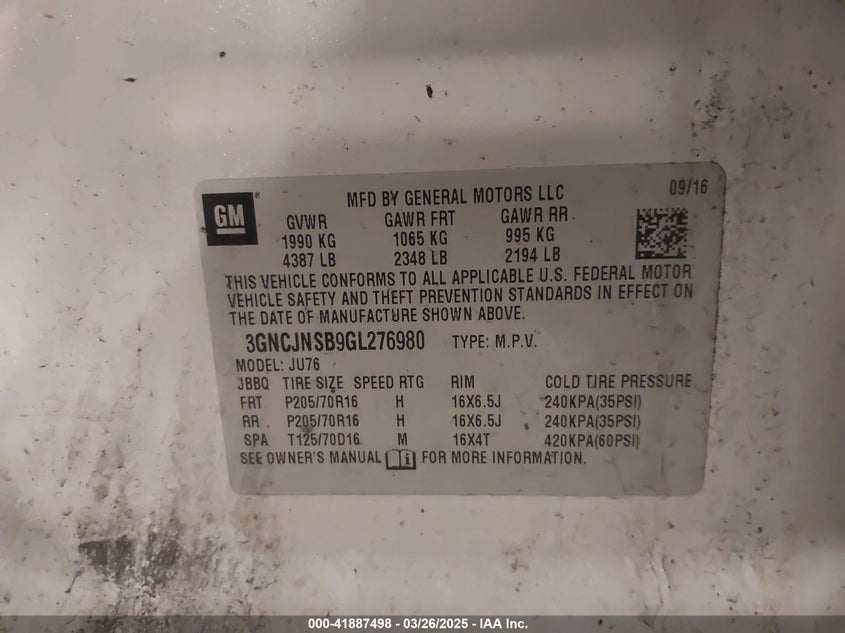 GM
MFD BY GENERAL MOTORS LLC
09/16
GVWR GAWR FRT GAWR RR
1990 KG 1065 KG 995 KG
4387 LB 2348 LB 2194 LB
THIS VEHICLE CONFORMS TO ALL APPLICABLE U.S. FEDERAL MOTOR
VEHICLE SAFETY AND THEFT PREVENTION STANDARDS IN EFFECT ON
THE DATE OF MANUFACTURE SHOWN ABOVE.
3GNCJNSB9GL276980 TYPE: M.P.V.
MODEL: JU76
JBBQ TIRE SIZE SPEED RTG RIM COLD TIRE PRESSURE
FRT P205/70R16 H 16X6.5J 240KPA(35PSI)
RR P205/70R16 H 16X6.5J 240KPA(35PSI)
SPA T125/70D16 M 16X4T 420KPA(60PSI)
SEE OWNER'S MANUAL FOR MORE INFORMATION.
000-41887498 - 03/26/2025 - IAA Inc.